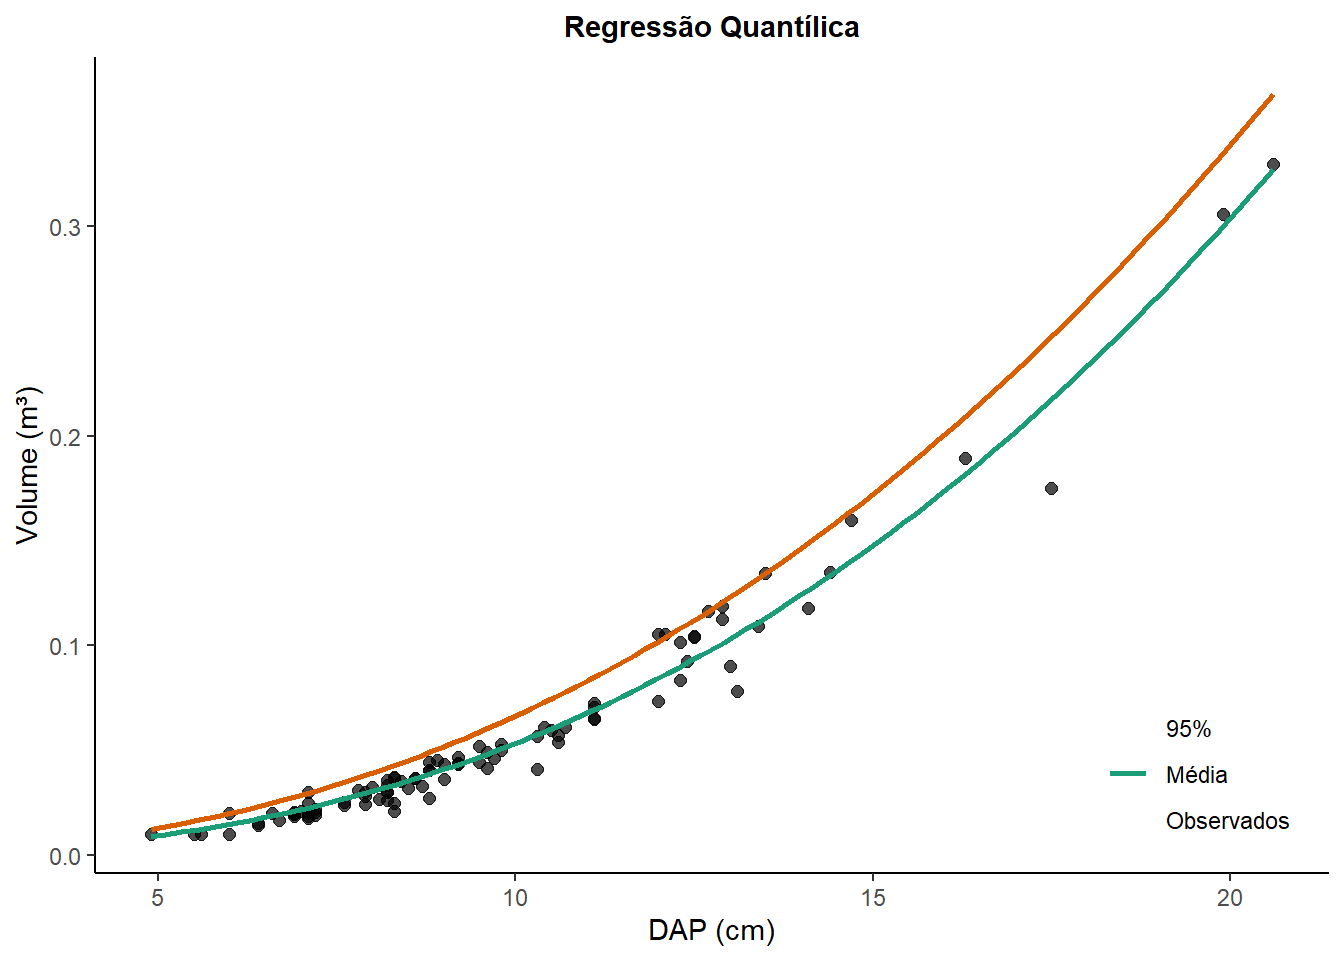 Regressão Quantílica
Volume (m³)
0.3
0.2
0.1
0.0
5
10
15
20
DAP (cm)
95%
Média
Observados